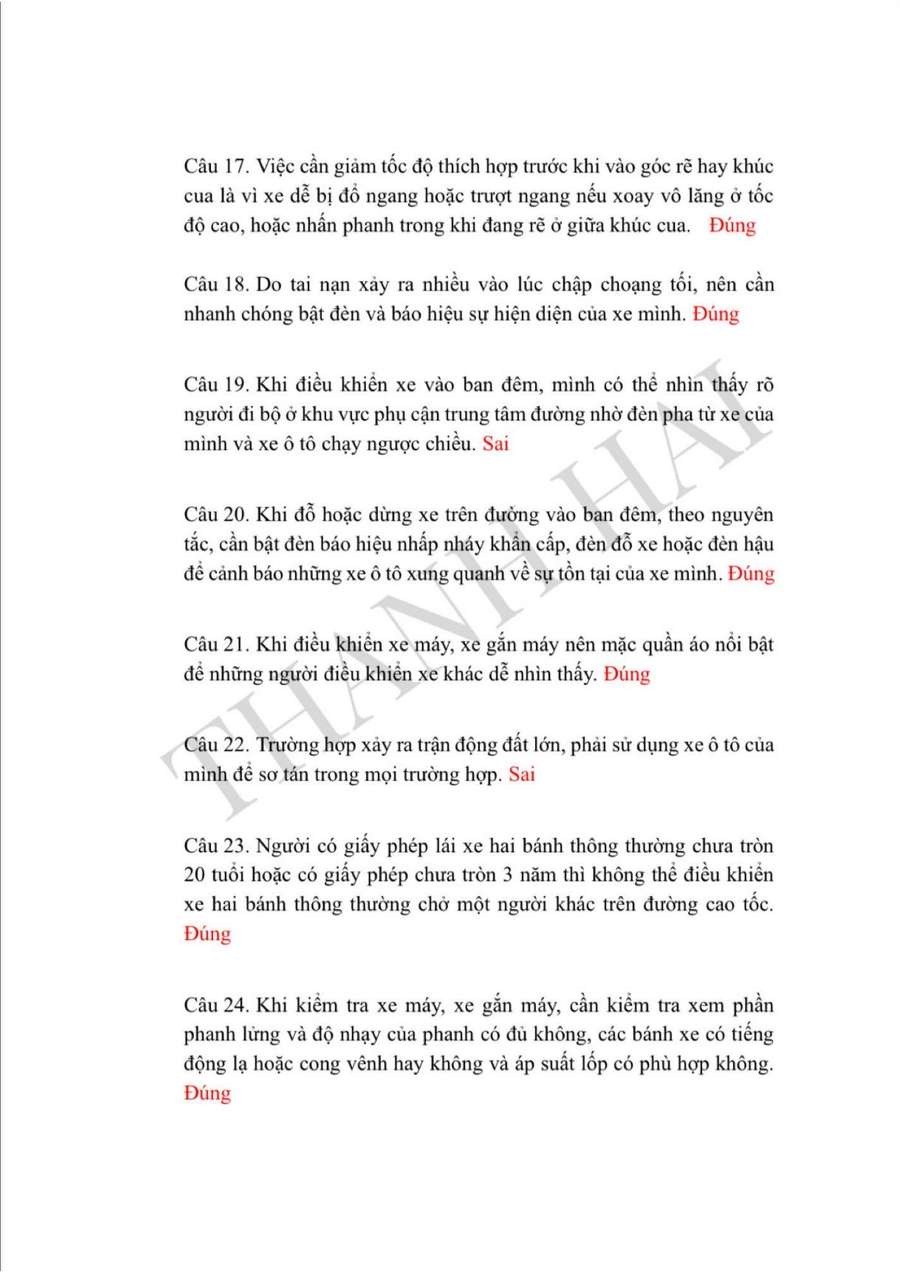 Câu 17. Việc cần giảm tốc độ thích hợp trước khi vào góc rẽ hay khúc
cua là vì xe dễ bị đổ ngang hoặc trượt ngang nếu xoay vô lăng ở tốc
độ cao, hoặc nhấn phanh trong khi đang rẽ ở giữa khúc cua. Đúng
Câu 18. Do tai nạn xảy ra nhiều vào lúc chập choạng tối, nên cần
nhanh chóng bật đèn và báo hiệu sự hiện diện của xe mình. Đúng
Câu 19. Khi điều khiển xe vào ban đêm, mình có thể nhìn thấy rõ
người đi bộ ở khu vực phụ cận trung tâm đường nhờ đèn pha từ xe của
mình và xe ô tô chạy ngược chiều. Sai
Câu 20. Khi đỗ hoặc dừng xe trên đường vào ban đêm, theo nguyên
tắc, cần bật đèn báo hiệu nhấp nháy khẩn cấp, đèn đỗ xe hoặc đèn hậu
để cảnh báo những xe ô tô xung quanh về sự tồn tại của xe mình. Đúng
Câu 21. Khi điều khiển xe máy, xe gắn máy nên mặc quần áo nổi bật
để những người điều khiển xe khác dễ nhìn thấy. Đúng
Câu 22. Trường hợp xảy ra trận động đất lớn, phải sử dụng xe ô tô của
mình để sơ tán trong mọi trường hợp. Sai
Câu 23. Người có giấy phép lái xe hai bánh thông thường chưa tròn
20 tuổi hoặc có giấy phép chưa tròn 3 năm thì không thể điều khiển
xe hai bánh thông thường chở một người khác trên đường cao tốc.
Đúng
Câu 24. Khi kiểm tra xe máy, xe gắn máy, cần kiểm tra xem phần
phanh lửng và độ nhạy của phanh có đủ không, các bánh xe có tiếng
động lạ hoặc cong vênh hay không và áp suất lốp có phù hợp không.
Đúng
THANH HAI